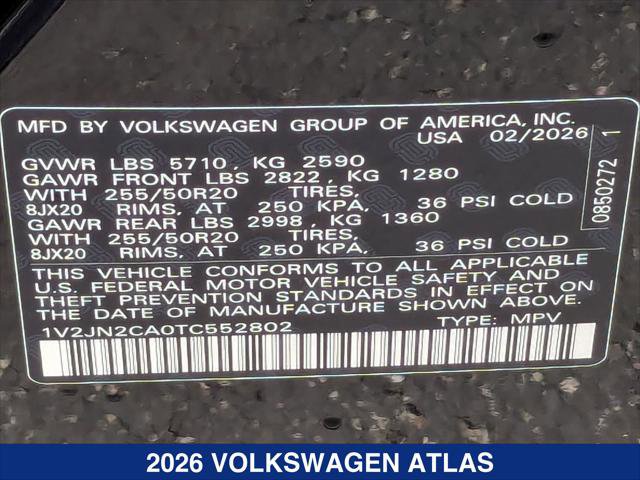 MFD BY VOLKSWAGEN GROUP OF AMERICA, INC.
USA 02/2026
GVWR LBS 5710, KG 2590
GAWR FRONT LBS 2822, KG 1280
WITH 255/50R20 TIRES,
8JX20 RIMS, AT 250 KPA, 36 PSI COLD
GAWR REAR LBS 2998, KG 1360
WITH 255/50R20 TIRES,
8JX20 RIMS, AT 250 KPA, 36 PSI COLD
THIS VEHICLE CONFORMS TO ALL APPLICABLE
U.S. FEDERAL MOTOR VEHICLE SAFETY AND
THEFT PREVENTION STANDARDS IN EFFECT ON
THE DATE OF MANUFACTURE SHOWN ABOVE.
1V2JN2CA0TC552802 TYPE: MPV
0850272 1
2026 VOLKSWAGEN ATLAS